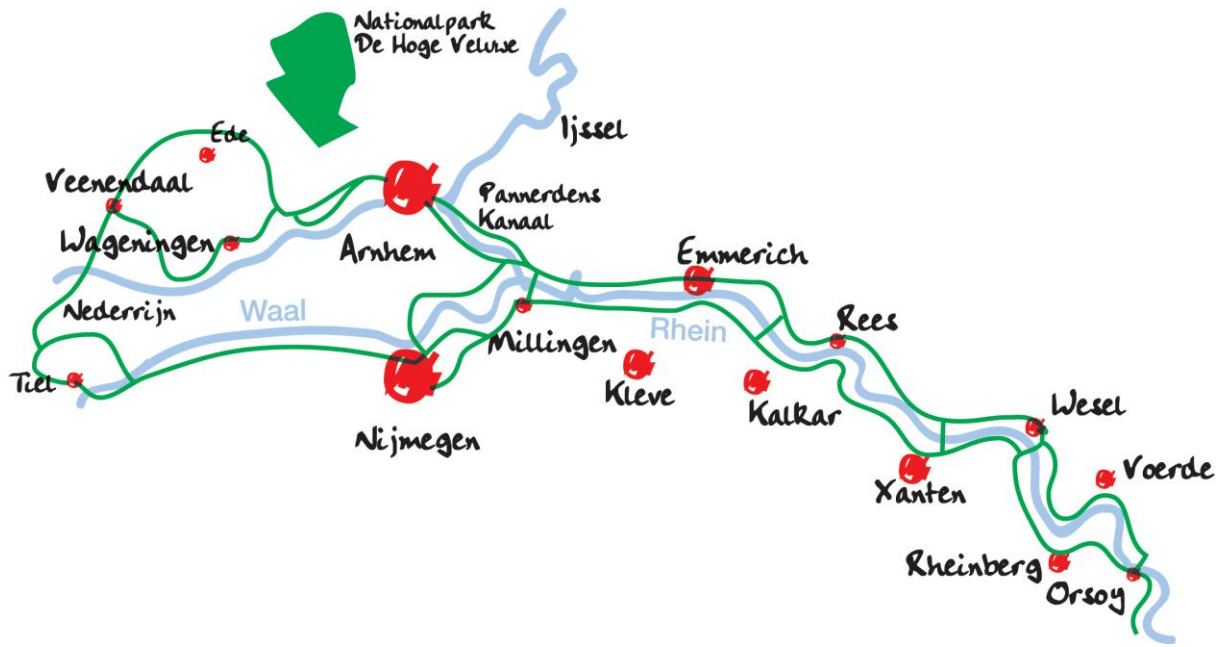 Nationalpark
De Hoge Veluwe
Ijssel
Ede
Veenendaal
Pannerdens
Kanaal
Wageningen
Arnhem
Emmerich
Nederrijn
Waal
Rhein
Rees
Millingen
Tiel
Kleve
Kalkar
Wesel
Nijmegen
Voerde
Xanten
Rheinberg
Orsoy